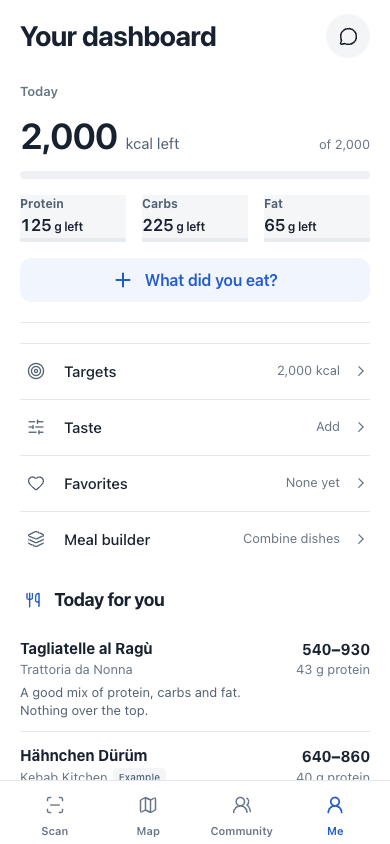 Your dashboard
Today
2,000 kcal left
of 2,000
Protein
125 g left
Carbs
225 g left
Fat
65 g left
What did you eat?
Targets
2,000 kcal
Taste
Add
Favorites
None yet
Meal builder
Combine dishes
Today for you
Tagliatelle al Ragù
540–930
Trattoria da Nonna
43 g protein
A good mix of protein, carbs and fat.
Nothing over the top.
Hähnchen Dürüm
640–860
Kebab Kitchen
Example
40 g protein
Scan
Map
Community
Me